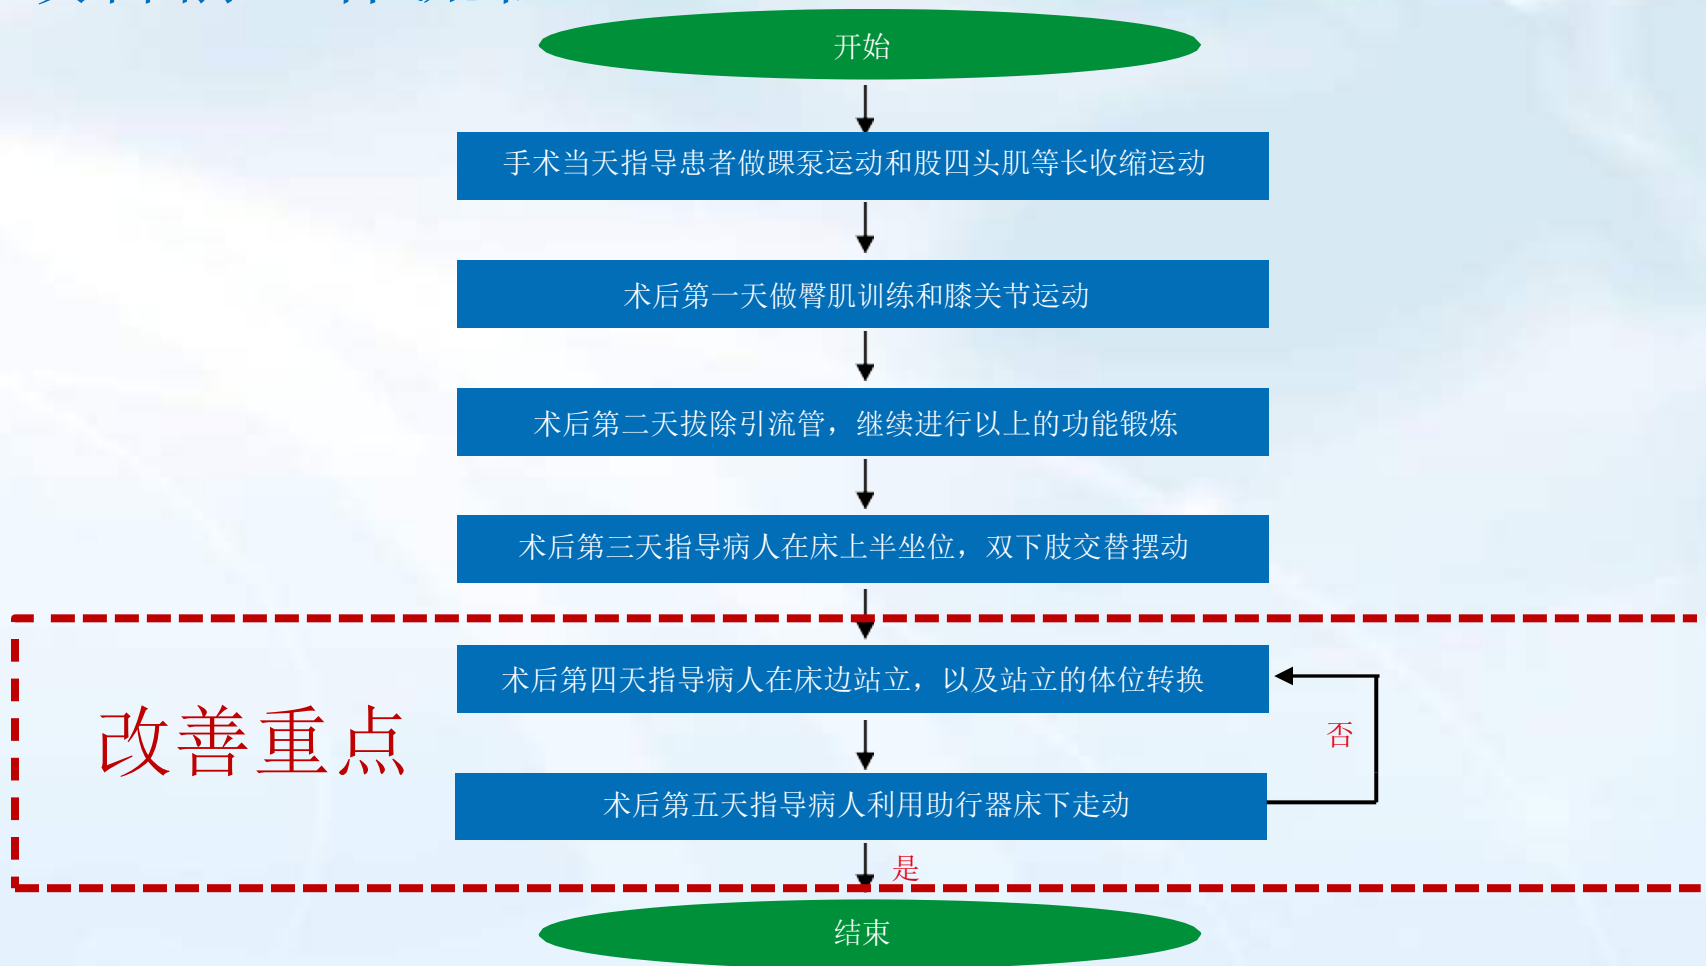 开始
手术当天指导患者做踝泵运动和股四头肌等长收缩运动
术后第一天做臀肌训练和膝关节运动
术后第二天拔除引流管，继续进行以上的功能锻炼
术后第三天指导病人在床上半坐位，双下肢交替摆动
术后第四天指导病人在床边站立，以及站立的体位转换
否
改善重点
术后第五天指导病人利用助行器床下走动
是
结束